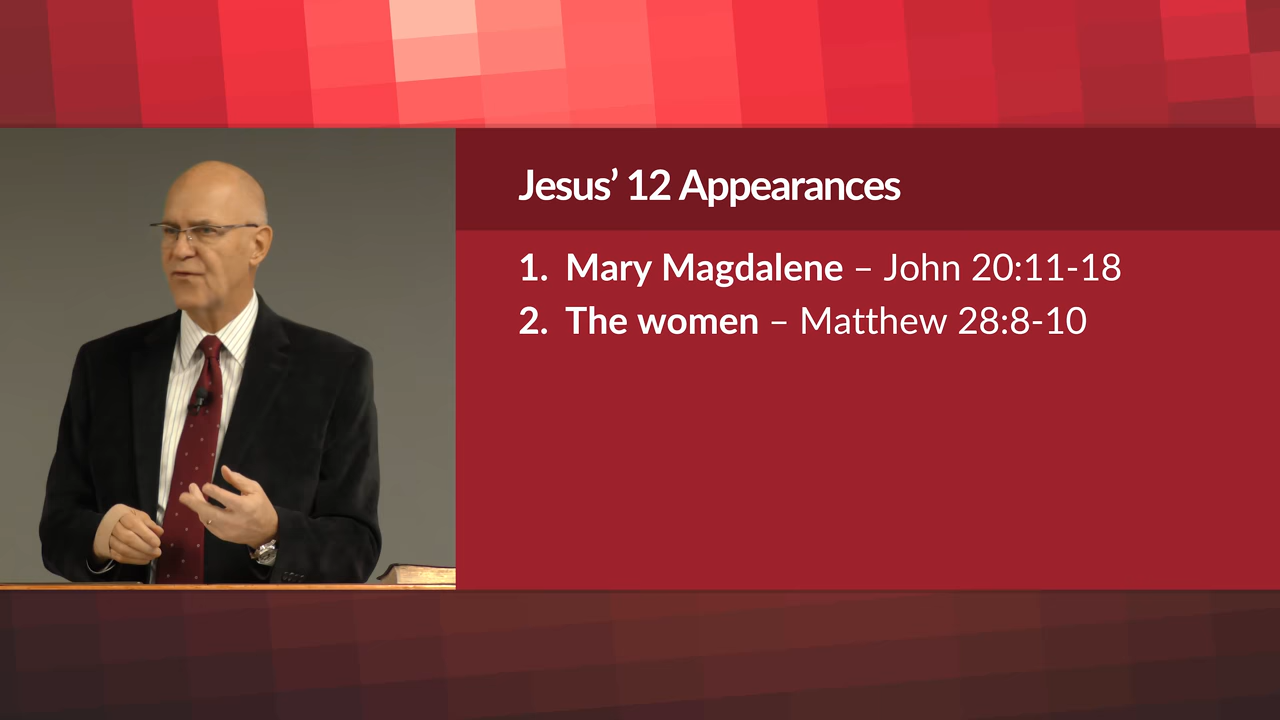 Jesus’ 12 Appearances
1. Mary Magdalene – John 20:11-18
2. The women – Matthew 28:8-10